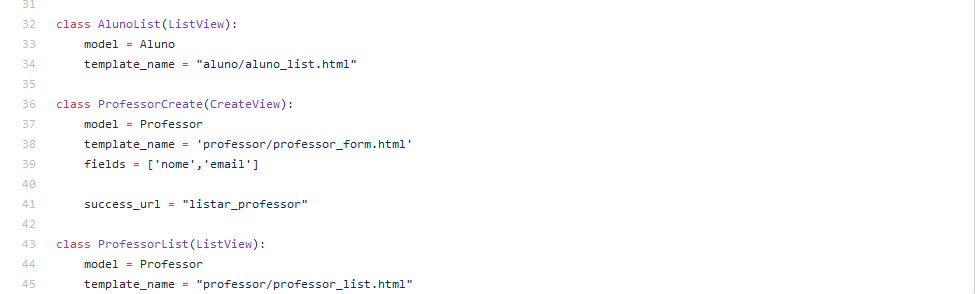 31
32 class AlunoList(ListView):
33     model = Aluno
34     template_name = "aluno/aluno_list.html"
35
36 class ProfessorCreate(CreateView):
37     model = Professor
38     template_name = 'professor/professor_form.html'
39     fields = ['nome','email']
40
41     success_url = "listar_professor"
42
43 class ProfessorList(ListView):
44     model = Professor
45     template_name = "professor/professor_list.html"